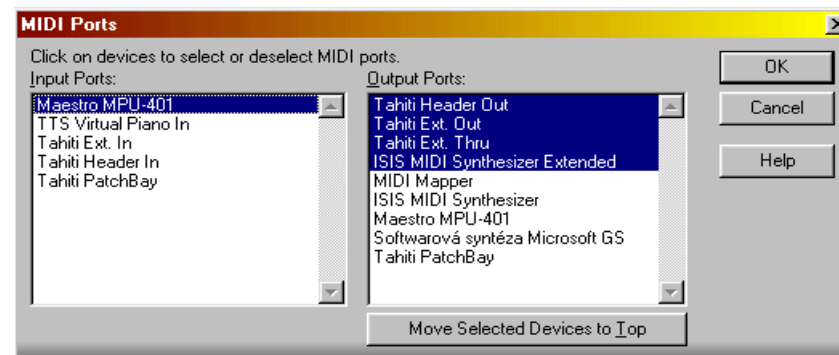 MIDI Ports
Click on devices to select or deselect MIDI ports.
Input Ports:
Maestro MPU-401
TTS Virtual Piano In
Tahiti Ext. In
Tahiti Header In
Tahiti PatchBay
Output Ports:
Tahiti Header Out
Tahiti Ext. Out
Tahiti Ext. Thru
ISIS MIDI Synthesizer Extended
MIDI Mapper
ISIS MIDI Synthesizer
Maestro MPU-401
Softwarová syntéza Microsoft GS
Tahiti PatchBay
Move Selected Devices to Top
OK
Cancel
Help